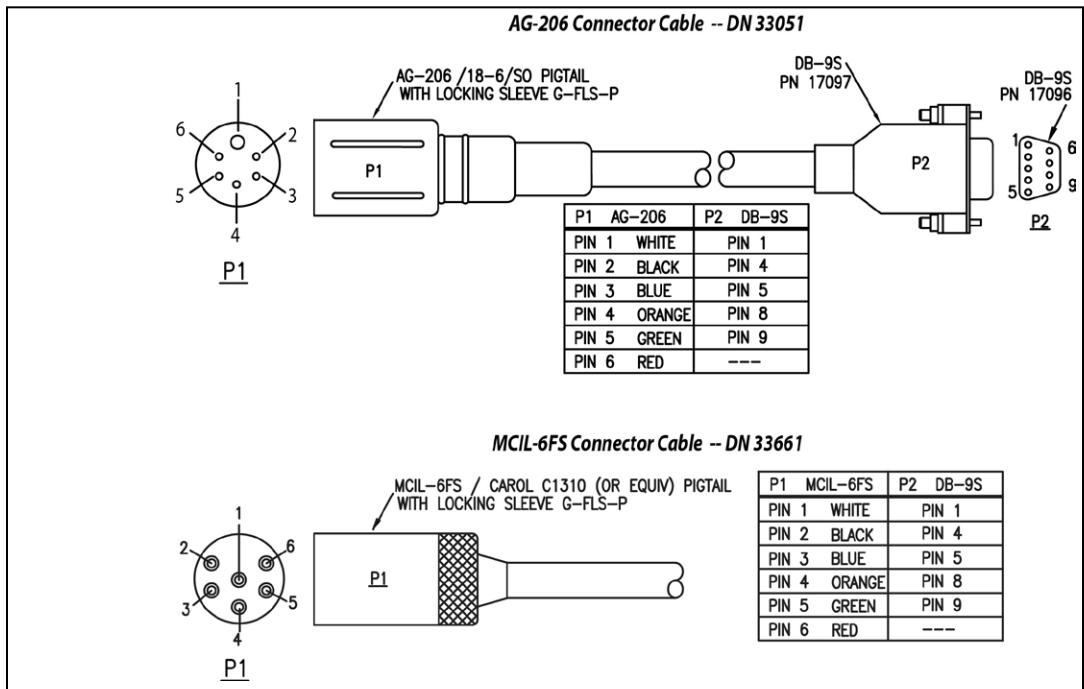 AG-206 Connector Cable -- DN 33051
AG-206 /18-6/SO PIGTAIL
WITH LOCKING SLEEVE G-FLS-P
DB-9S
PN 17097
DB-9S
PN 17096
1
6
2
5
3
4
P1
P1
P2
1
6
5
9
P2
P1 AG-206 P2 DB-9S
PIN 1 WHITE PIN 1
PIN 2 BLACK PIN 4
PIN 3 BLUE PIN 5
PIN 4 ORANGE PIN 8
PIN 5 GREEN PIN 9
PIN 6 RED ---
MCIL-6FS Connector Cable -- DN 33661
MCIL-6FS / CAROL C1310 (OR EQUIV) PIGTAIL
WITH LOCKING SLEEVE G-FLS-P
1
2
6
3
5
4
P1
P1
P1 MCIL-6FS P2 DB-9S
PIN 1 WHITE PIN 1
PIN 2 BLACK PIN 4
PIN 3 BLUE PIN 5
PIN 4 ORANGE PIN 8
PIN 5 GREEN PIN 9
PIN 6 RED ---